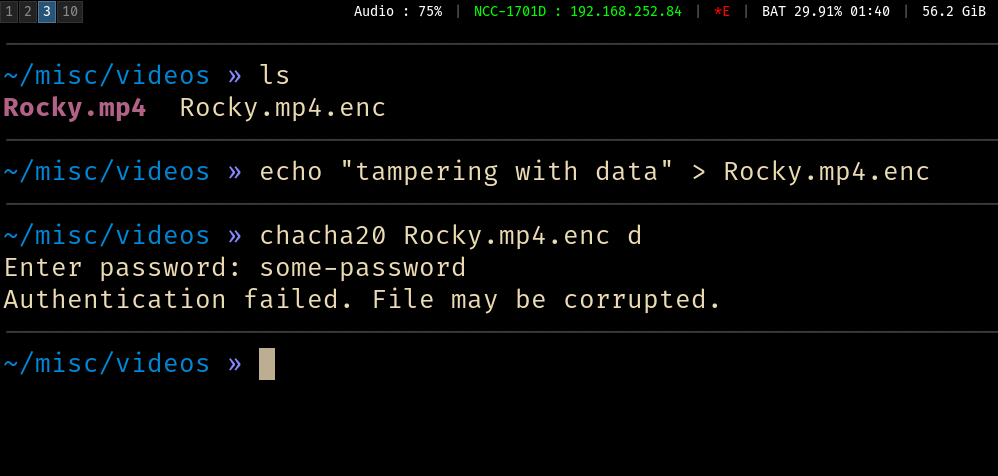 1 2 3 10 Audio : 75% | NCC-1701D : 192.168.252.84 | *E | BAT 29.91% 01:40 | 56.2 GiB
~/misc/videos » ls
Rocky.mp4  Rocky.mp4.enc
~/misc/videos » echo "tampering with data" > Rocky.mp4.enc
~/misc/videos » chacha20 Rocky.mp4.enc d
Enter password: some-password
Authentication failed. File may be corrupted.
~/misc/videos »